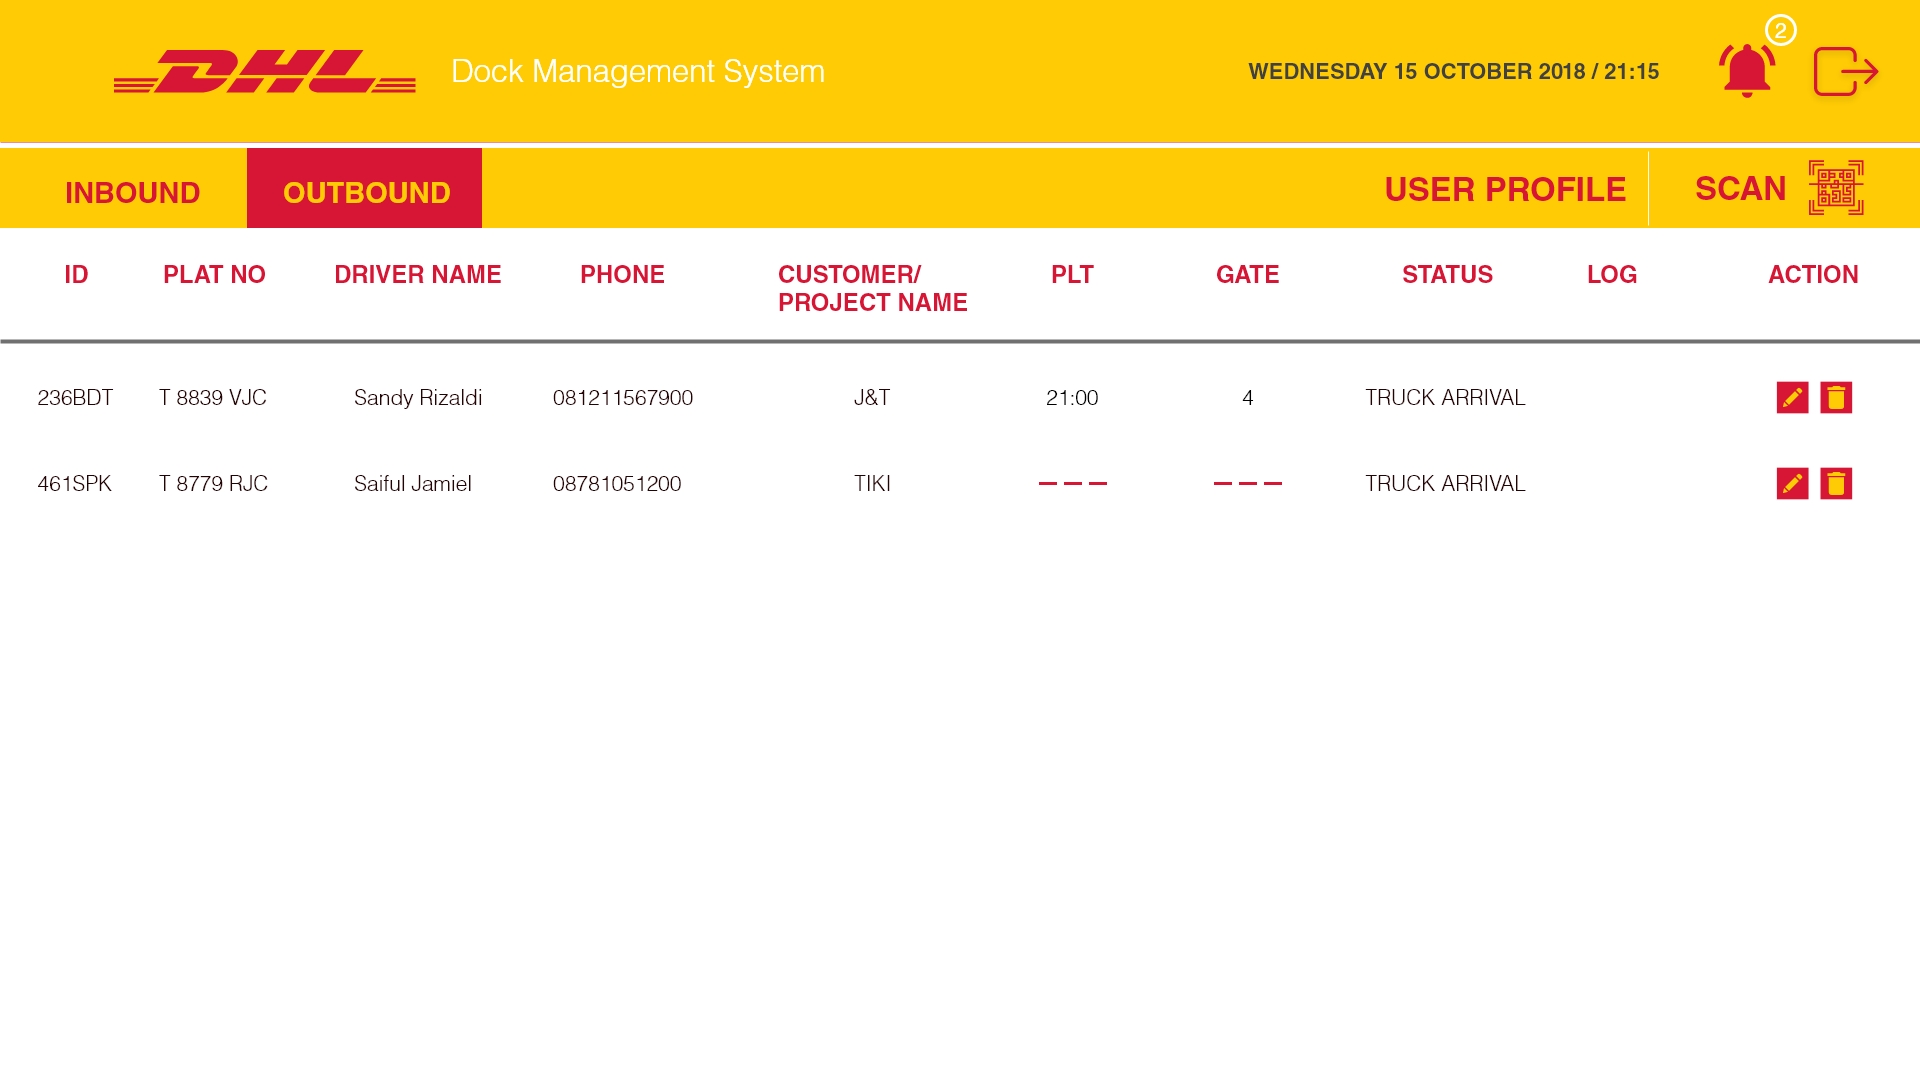 DHL Dock Management System WEDNESDAY 15 OCTOBER 2018 / 21:15 2
INBOUND OUTBOUND USER PROFILE SCAN
ID PLAT NO DRIVER NAME PHONE CUSTOMER/ PLT GATE STATUS LOG ACTION
PROJECT NAME
236BDT T 8839 VJC Sandy Rizaldi 081211567900 J&T 21:00 4 TRUCK ARRIVAL
461SPK T 8779 RJC Saiful Jamiel 08781051200 TIKI – – – – – – TRUCK ARRIVAL